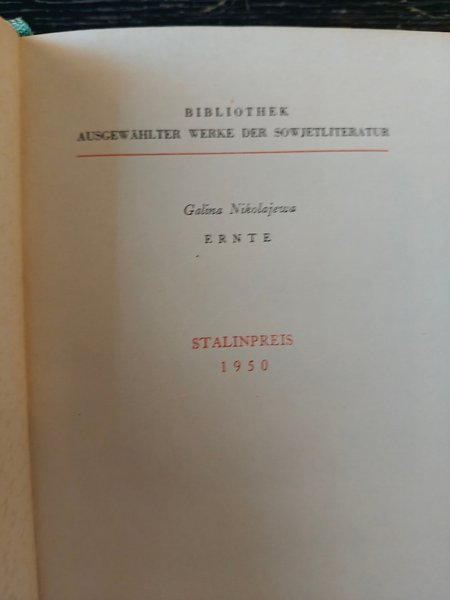 BIBLIOTHEK
AUSGEWÄHLTER WERKE DER SOWJETLITERATUR
Galina Nikolajewa
ERNTE
STALINPREIS
1950